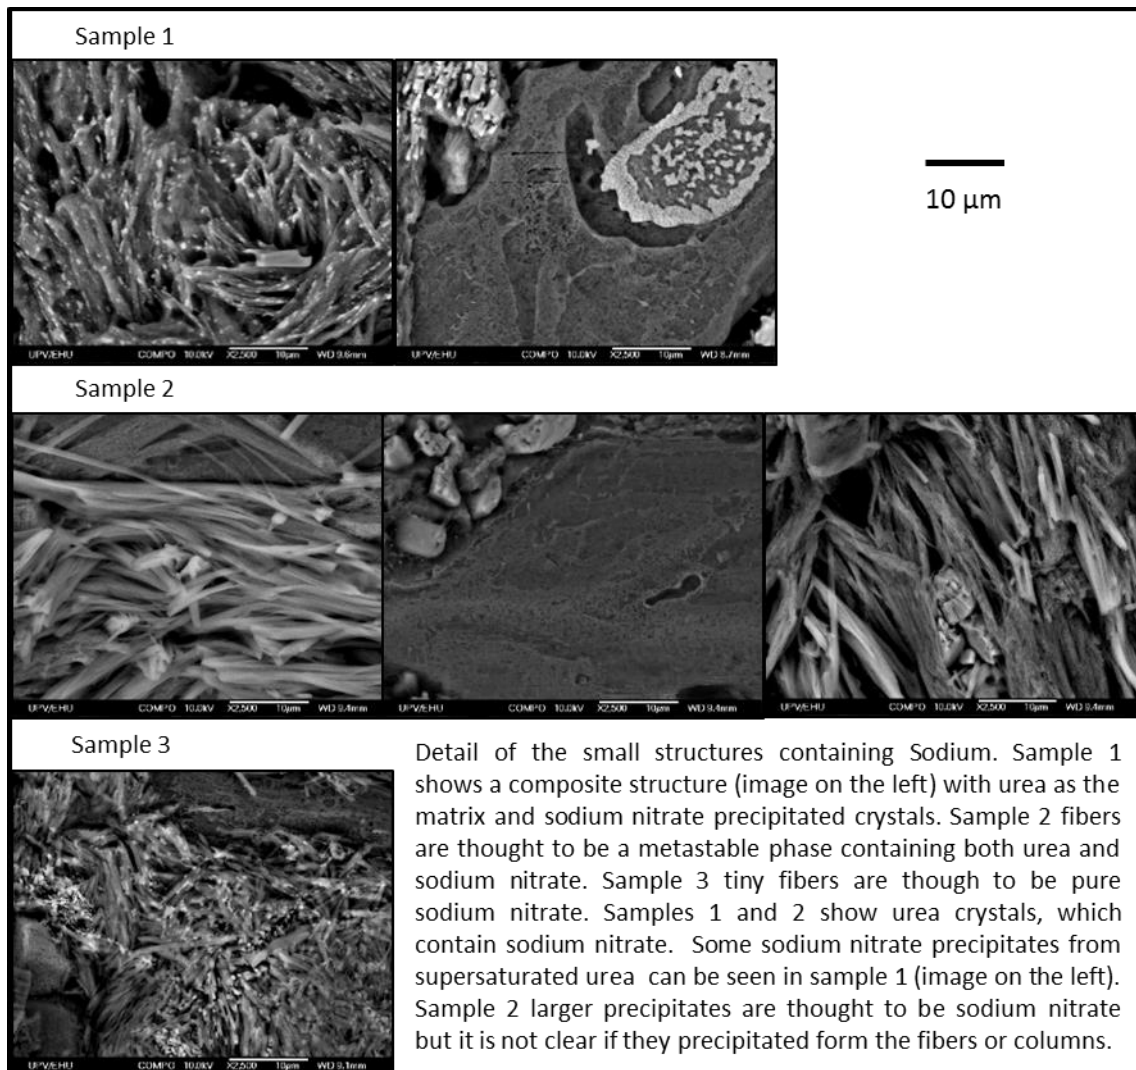 Sample 1
10 µm
UPV/EHU COMPO 10.0kV X2,500 10µm WD 9.6mm
UPV/EHU COMPO 10.0kV X2,500 10µm WD 8.7mm
Sample 2
UPV/EHU COMPO 10.0kV X2,500 10µm WD 9.4mm
UPV/EHU COMPO 10.0kV X2,500 10µm WD 9.4mm
UPV/EHU COMPO 10.0kV X2,500 10µm WD 9.4mm
Sample 3
UPV/EHU COMPO 10.0kV X2,500 10µm WD 9.1mm
Detail of the small structures containing Sodium. Sample 1
shows a composite structure (image on the left) with urea as the
matrix and sodium nitrate precipitated crystals. Sample 2 fibers
are thought to be a metastable phase containing both urea and
sodium nitrate. Sample 3 tiny fibers are though to be pure
sodium nitrate. Samples 1 and 2 show urea crystals, which
contain sodium nitrate. Some sodium nitrate precipitates from
supersaturated urea can be seen in sample 1 (image on the left).
Sample 2 larger precipitates are thought to be sodium nitrate
but it is not clear if they precipitated form the fibers or columns.